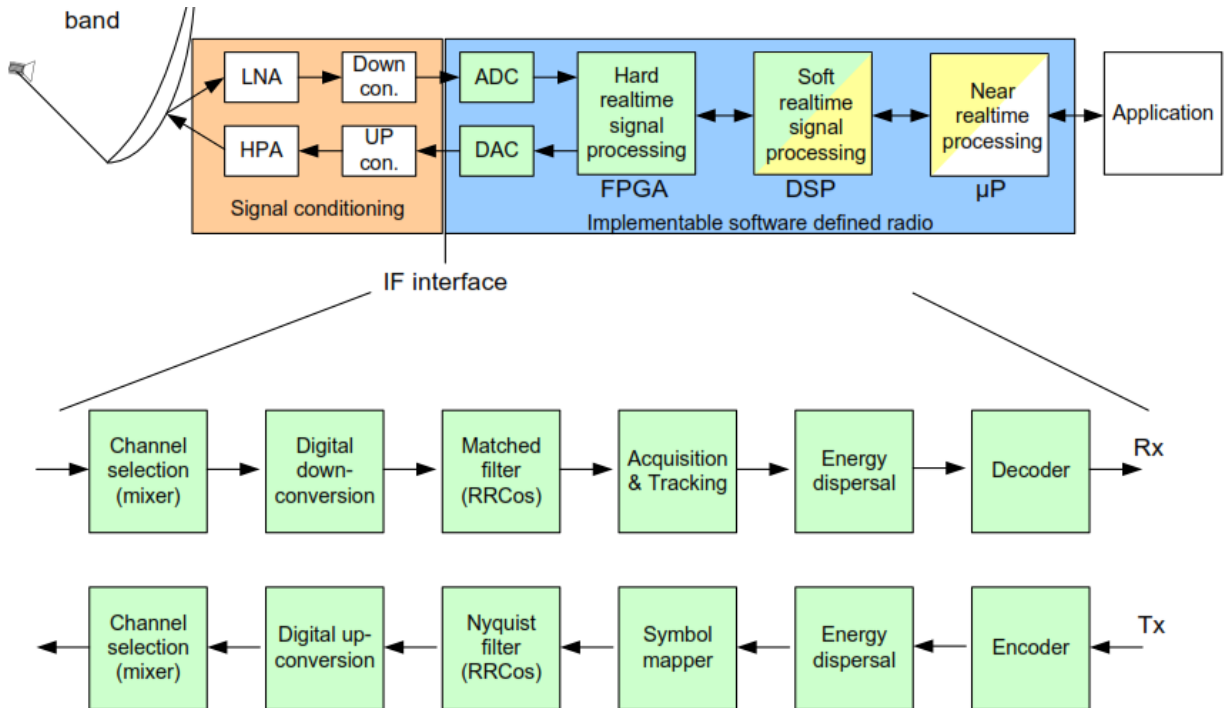 band
LNA
Down
con.
ADC
Hard
realtime
signal
processing
Soft
realtime
signal
processing
Near
realtime
processing
Application
HPA
UP
con.
DAC
FPGA
DSP
µP
Signal conditioning
Implementable software defined radio
IF interface
Channel
selection
(mixer)
Digital
down-
conversion
Matched
filter
(RRCos)
Acquisition
& Tracking
Energy
dispersal
Decoder
Rx
Channel
selection
(mixer)
Digital up-
conversion
Nyquist
filter
(RRCos)
Symbol
mapper
Energy
dispersal
Encoder
Tx